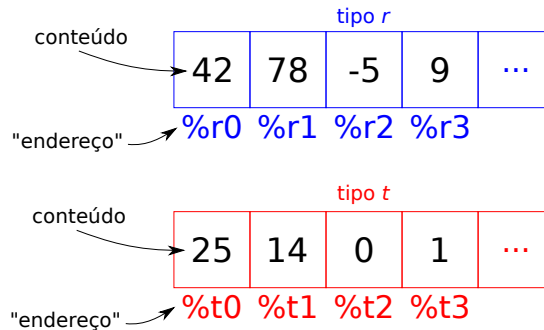 tipo r
conteúdo
42 78 -5 9 ...
"endereço" %r0 %r1 %r2 %r3
tipo t
conteúdo
25 14 0 1 ...
"endereço" %t0 %t1 %t2 %t3